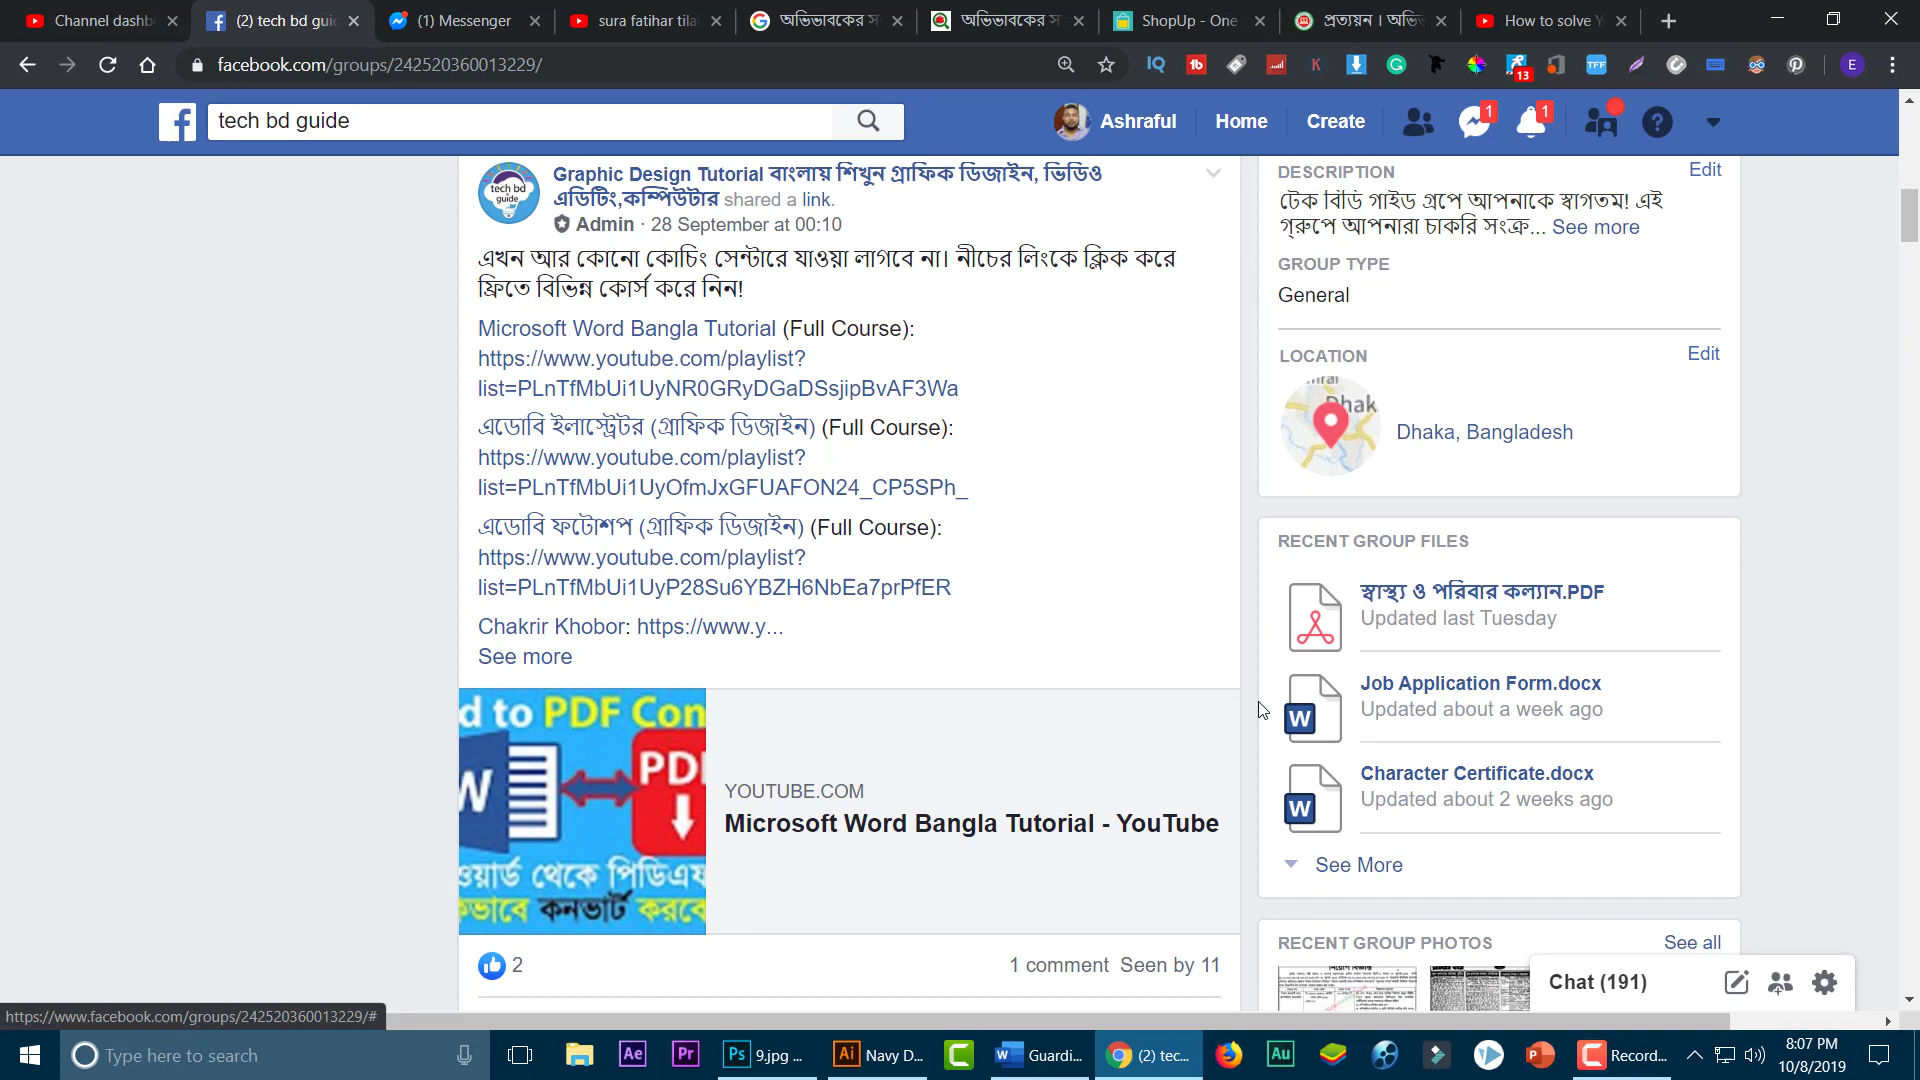 Channel dashb
(2) tech bd guid
(1) Messenger
sura fatihar tila
অভিভাবকের স
অভিভাবকের স
ShopUp - One
প্রত্যয়ন । অভি
How to solve Y
facebook.com/groups/242520360013229/
13
tech bd guide
Ashraful
Home
Create
1
1
tech bd
guide
Graphic Design Tutorial বাংলায় শিখুন গ্রাফিক ডিজাইন, ভিডিও
এডিটিং,কম্পিউটার shared a link.
Admin · 28 September at 00:10
এখন আর কোনো কোচিং সেন্টারে যাওয়া লাগবে না। নীচের লিংকে ক্লিক করে
ফ্রিতে বিভিন্ন কোর্স করে নিন!
Microsoft Word Bangla Tutorial (Full Course):
https://www.youtube.com/playlist?
list=PLnTfMbUi1UyNR0GRyDGaDSsjipBvAF3Wa
এডোবি ইলাস্ট্রেটর (গ্রাফিক ডিজাইন) (Full Course):
https://www.youtube.com/playlist?
list=PLnTfMbUi1UyOfmJxGFUAFON24_CP5SPh_
এডোবি ফটোশপ (গ্রাফিক ডিজাইন) (Full Course):
https://www.youtube.com/playlist?
list=PLnTfMbUi1UyP28Su6YBZH6NbEa7prPfER
Chakrir Khobor: https://www.y...
See more
d to PDF Con
W
PDF
ওয়ার্ড থেকে পিডিএফ
কভাবে কনভার্ট করবে
YOUTUBE.COM
Microsoft Word Bangla Tutorial - YouTube
2
1 comment Seen by 11
DESCRIPTION
Edit
টেক বিডি গাইড গ্রুপে আপনাকে স্বাগতম! এই
গ্রুপে আপনারা চাকরি সংক্র... See more
GROUP TYPE
General
LOCATION
Edit
Dhak
Dhaka, Bangladesh
RECENT GROUP FILES
স্বাস্থ্য ও পরিবার কল্যান.PDF
Updated last Tuesday
Job Application Form.docx
Updated about a week ago
Character Certificate.docx
Updated about 2 weeks ago
See More
RECENT GROUP PHOTOS
See all
Chat (191)
https://www.facebook.com/groups/242520360013229/#
Type here to search
9.jpg ...
Navy D...
Guardi...
(2) tec...
Record...
8:07 PM
10/8/2019